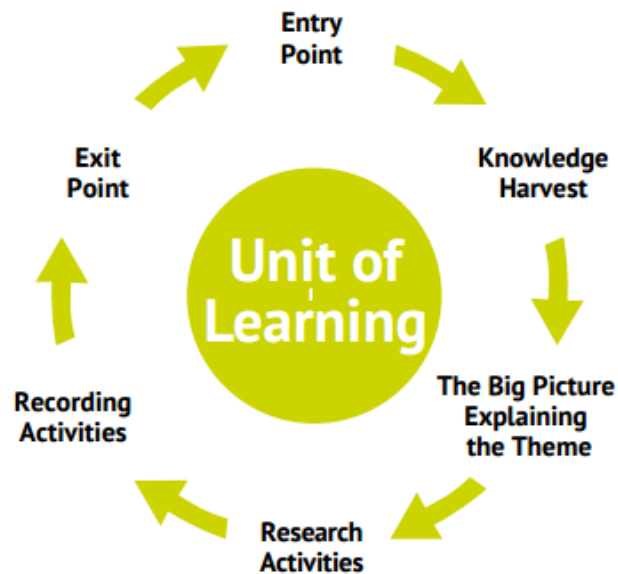 Entry
Point
Knowledge
Harvest
The Big Picture
Explaining
the Theme
Research
Activities
Recording
Activities
Exit
Point
Unit of
Learning